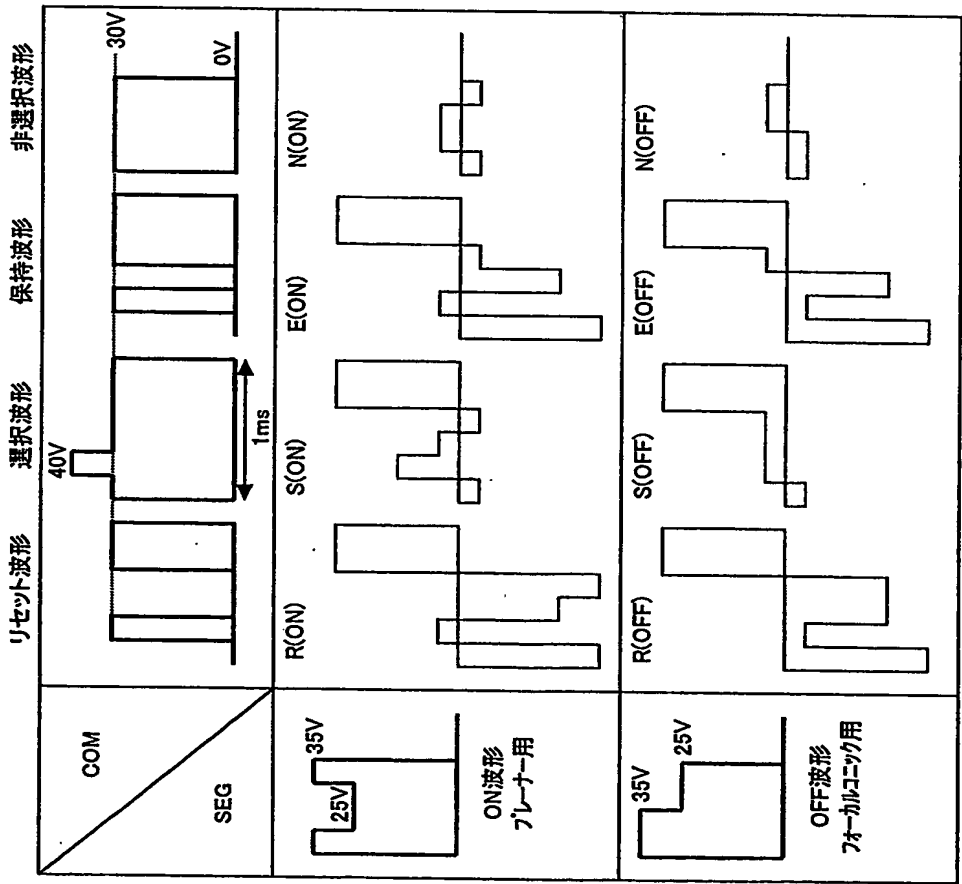 COM
SEG
リセット波形
選択波形
保持波形
非選択波形
40V
30V
0V
1ms
35V
25V
ON波形
プレーナー用
R(ON)
S(ON)
E(ON)
N(ON)
35V
25V
OFF波形
フォーカルコニック用
R(OFF)
S(OFF)
E(OFF)
N(OFF)